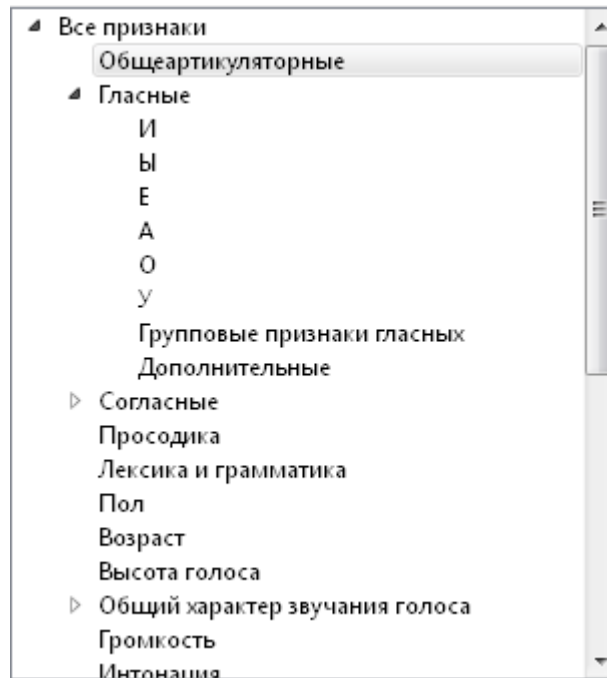 Все признаки
Общеартикуляторные
Гласные
И
Ы
Е
А
О
У
Групповые признаки гласных
Дополнительные
Согласные
Просодика
Лексика и грамматика
Пол
Возраст
Высота голоса
Общий характер звучания голоса
Громкость
Интонация